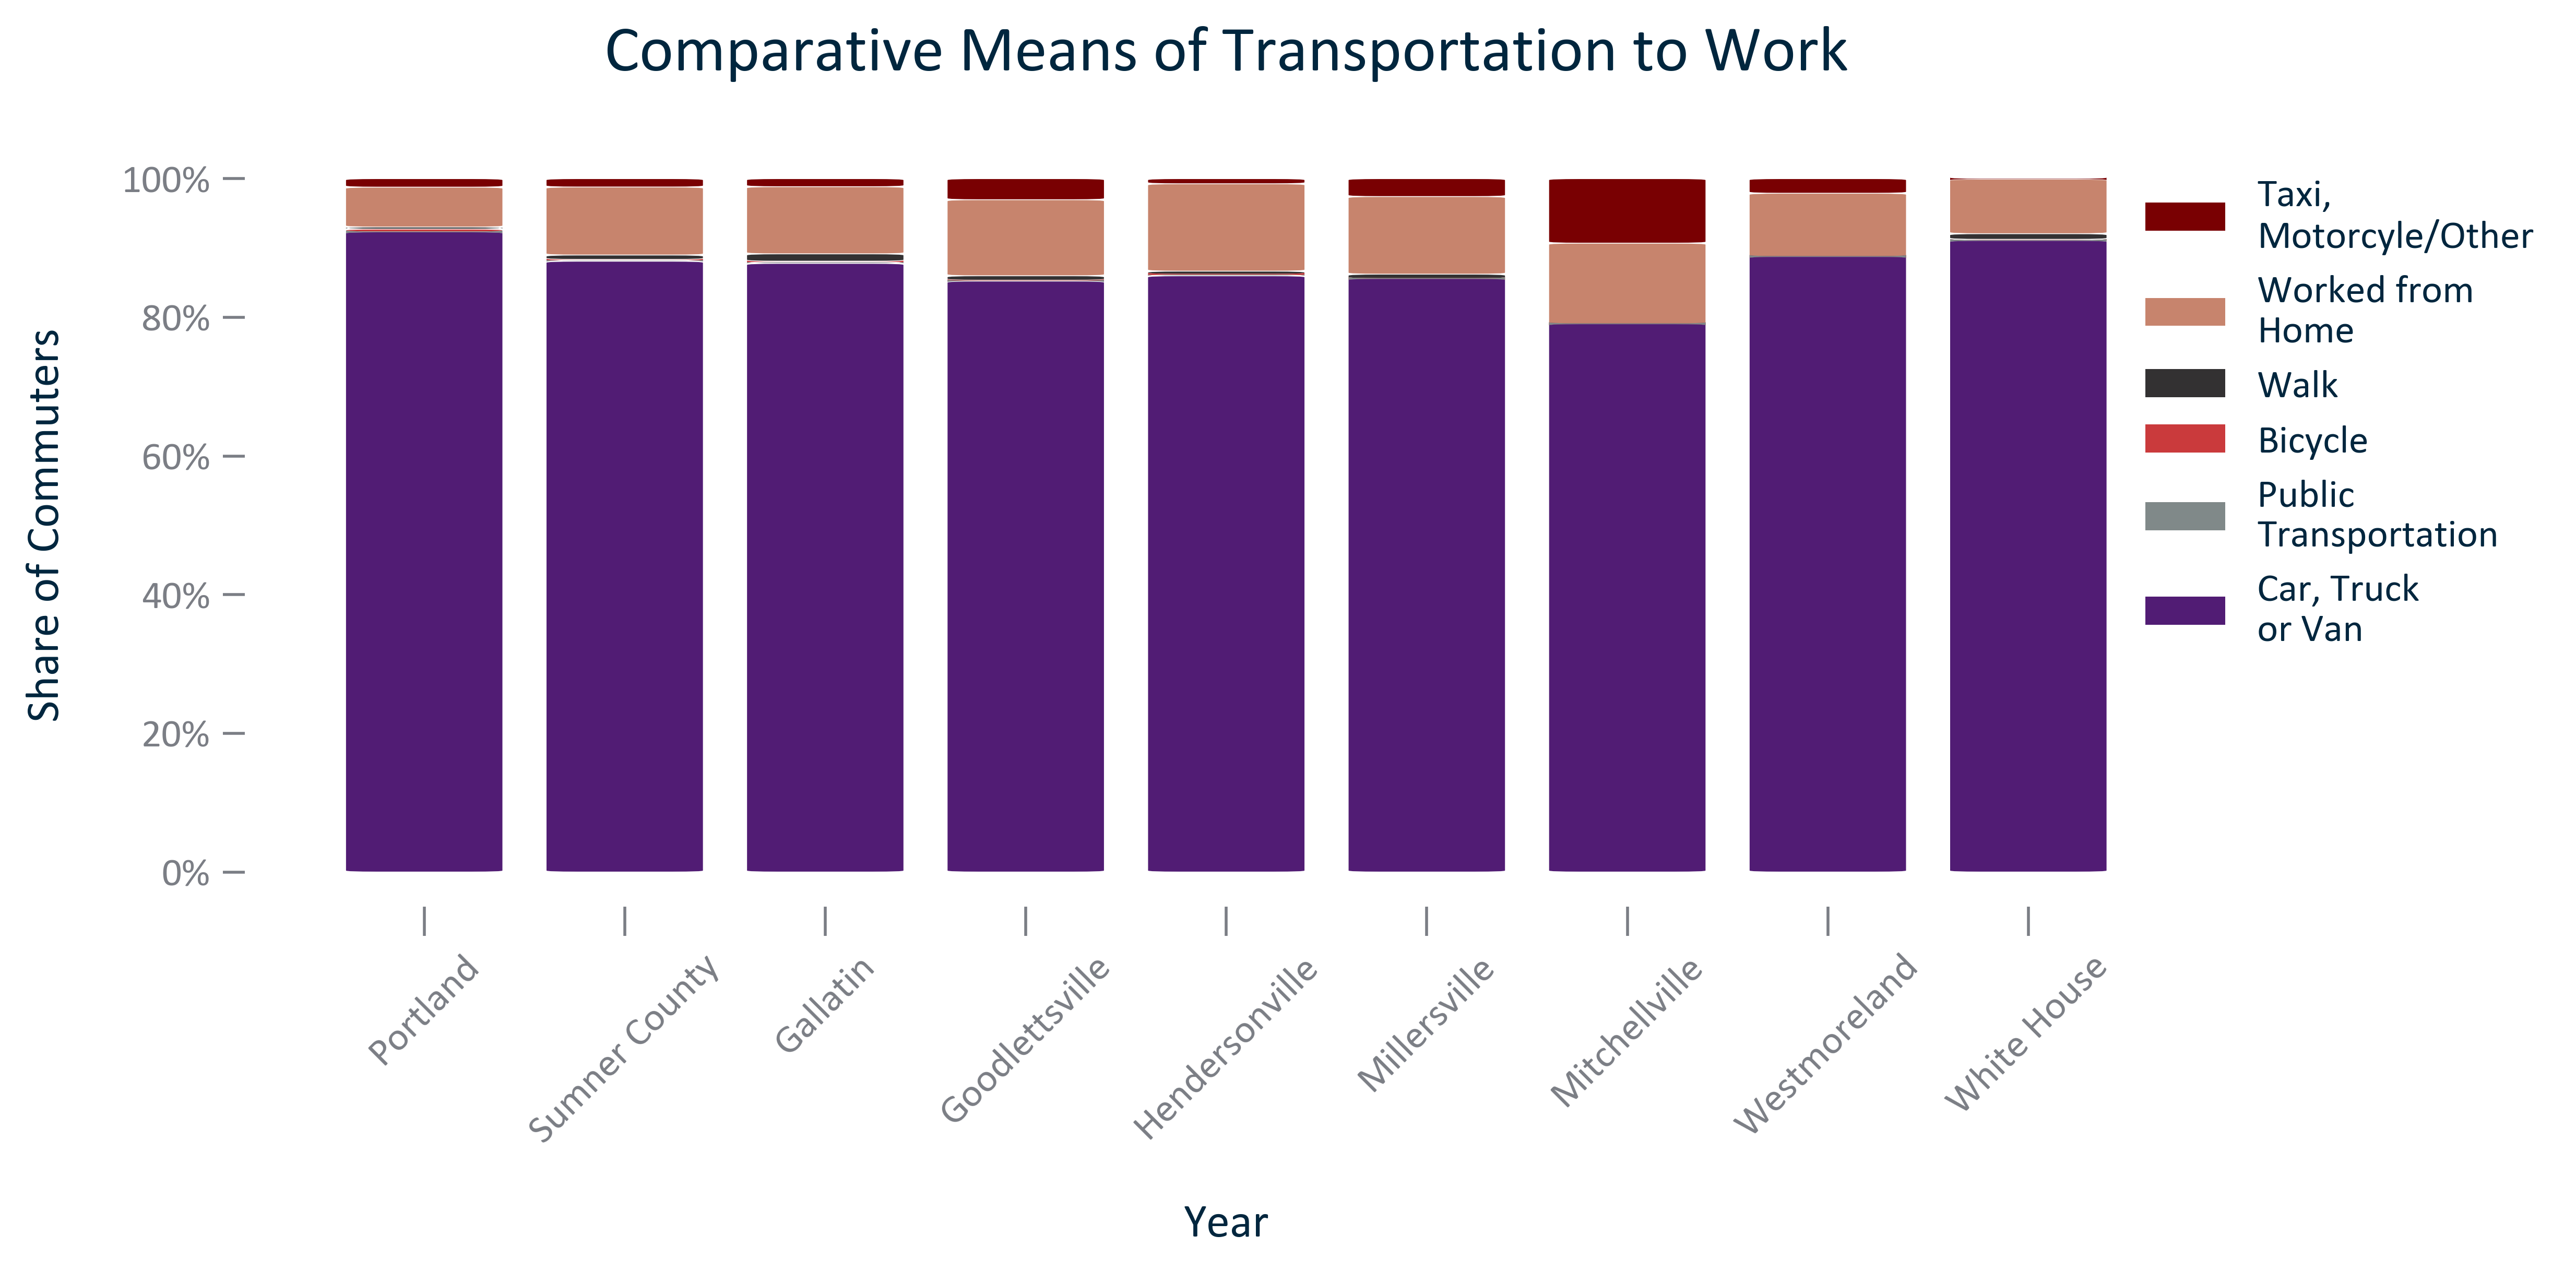 Comparative Means of Transportation to Work
Share of Commuters
100%
80%
60%
40%
20%
0%
Portland
Sumner County
Gallatin
Goodlettsville
Hendersonville
Millersville
Mitchellville
Westmoreland
White House
Year
Taxi,
Motorcyle/Other
Worked from
Home
Walk
Bicycle
Public
Transportation
Car, Truck
or Van